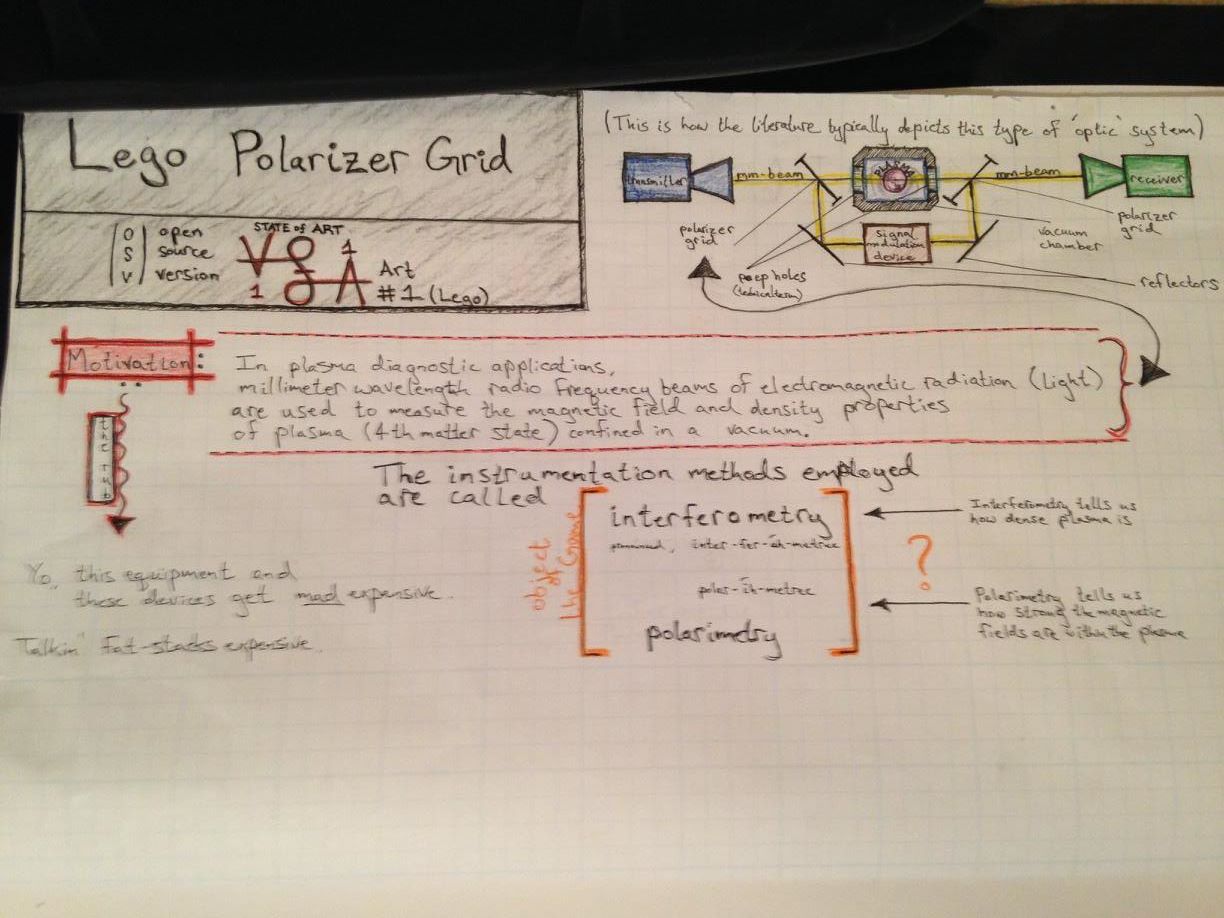 Lego Polarizer Grid
O open
S source
V version
STATE of ART
V 1
1 A
Art
#1 (Lego)
(This is how the literature typically depicts this type of 'optic' system)
transmitter
mm-beam
PLASMA
mm-beam
receiver
polarizer
grid
signal
modulation
device
vacuum
chamber
polarizer
grid
peep holes
(technical term)
reflectors
Motivation:
In plasma diagnostic applications,
millimeter wavelength radio frequency beams of electromagnetic radiation (Light)
are used to measure the magnetic field and density properties
of plasma (4th matter state) confined in a vacuum.
the rub
The instrumentation methods employed
are called
object
of
the Game
interferometry
pronounced, inter-fer-ah-metree
polar-ih-metree
polarimetry
Interferometry tells us
how dense plasma is
?
Polarimetry tells us
how strong the magnetic
fields are within the plasma
Yo, this equipment and
these devices get mad expensive.
Talkin' Fat-stacks expensive.